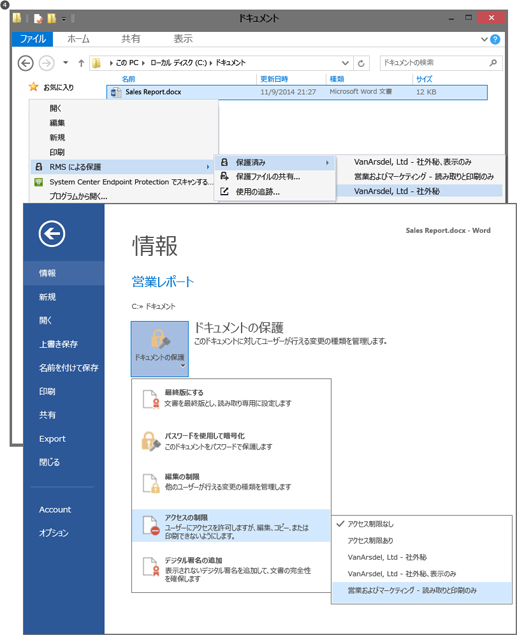 4
ドキュメント
ファイル ホーム 共有 表示
この PC ▸ ローカル ディスク (C:) ▸ ドキュメント
ドキュメントの検索
お気に入り
名前 更新日時 種類 サイズ
Sales Report.docx 11/9/2014 21:27 Microsoft Word 文書 12 KB
開く
編集
新規
印刷
RMS による保護
System Center Endpoint Protection でスキャンする...
プログラムから開く...
保護済み
保護ファイルの共有...
使用の追跡...
VanArsdel, Ltd - 社外秘、表示のみ
営業およびマーケティング - 読み取りと印刷のみ
VanArsdel, Ltd - 社外秘
Sales Report.docx - Word
情報
新規
開く
上書き保存
名前を付けて保存
印刷
共有
Export
閉じる
Account
オプション
情報
営業レポート
C:» ドキュメント
ドキュメントの保護
ドキュメントの保護
このドキュメントに対してユーザーが行える変更の種類を管理します。
最終版にする
文書を最終版とし、読み取り専用に設定します
パスワードを使用して暗号化
このドキュメントをパスワードで保護します
編集の制限
他のユーザーが行える変更の種類を管理します
アクセスの制限
ユーザーにアクセスを許可しますが、編集、コピー、または
印刷できないようにします。
デジタル署名の追加
表示されないデジタル署名を追加して、文書の完全性
を確保します
アクセス制限なし
アクセス制限あり
VanArsdel, Ltd - 社外秘
VanArsdel, Ltd - 社外秘、表示のみ
営業およびマーケティング - 読み取りと印刷のみ